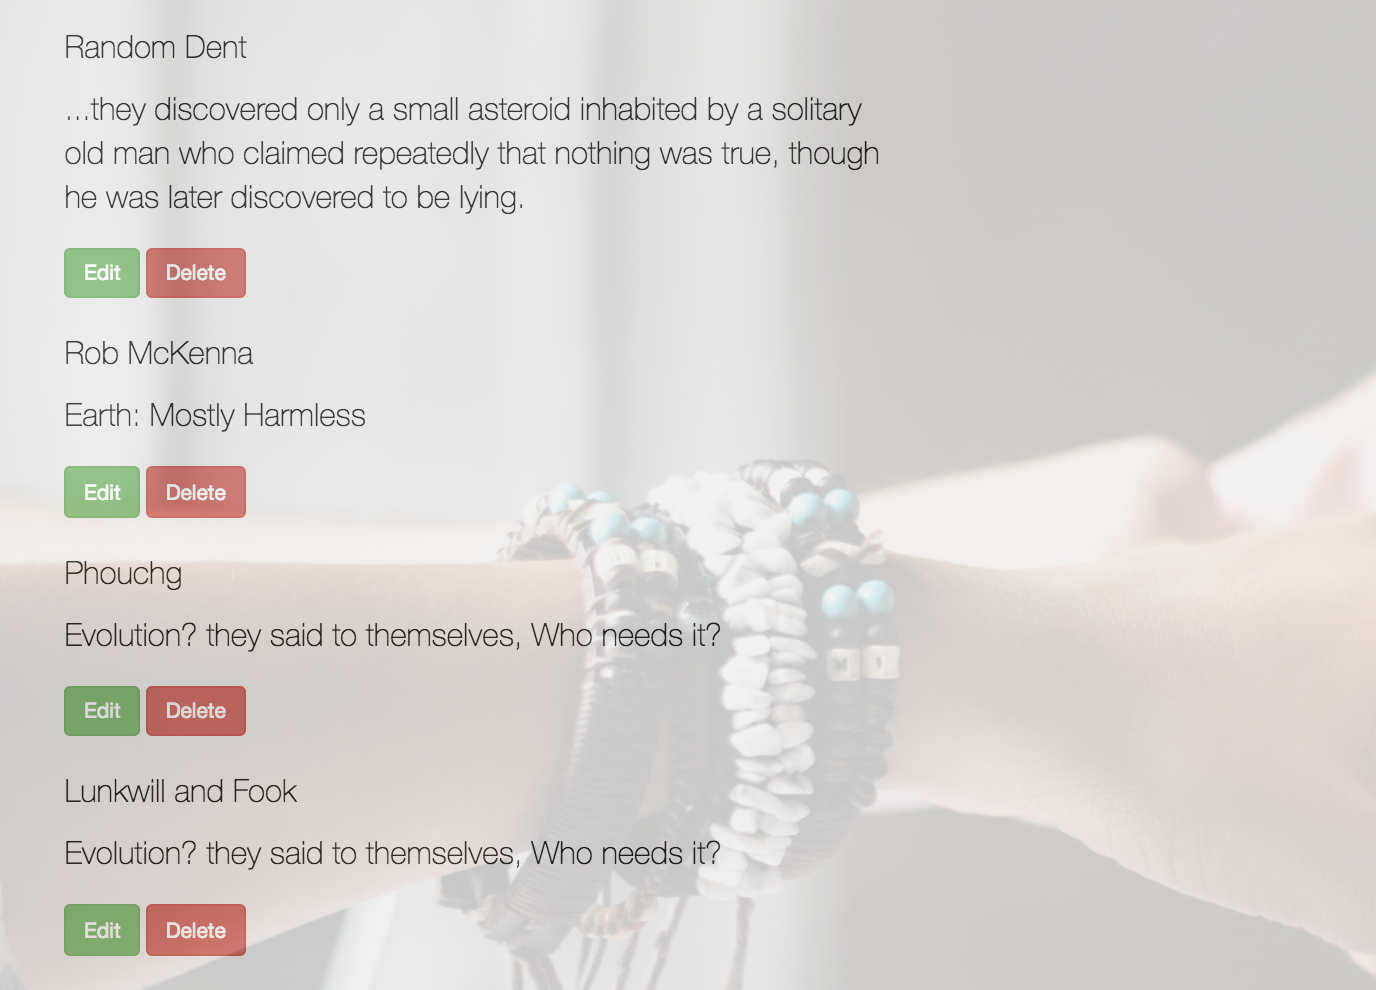 Random Dent
...they discovered only a small asteroid inhabited by a solitary
old man who claimed repeatedly that nothing was true, though
he was later discovered to be lying.
Edit Delete
Rob McKenna
Earth: Mostly Harmless
Edit Delete
Phouchg
Evolution? they said to themselves, Who needs it?
Edit Delete
Lunkwill and Fook
Evolution? they said to themselves, Who needs it?
Edit Delete